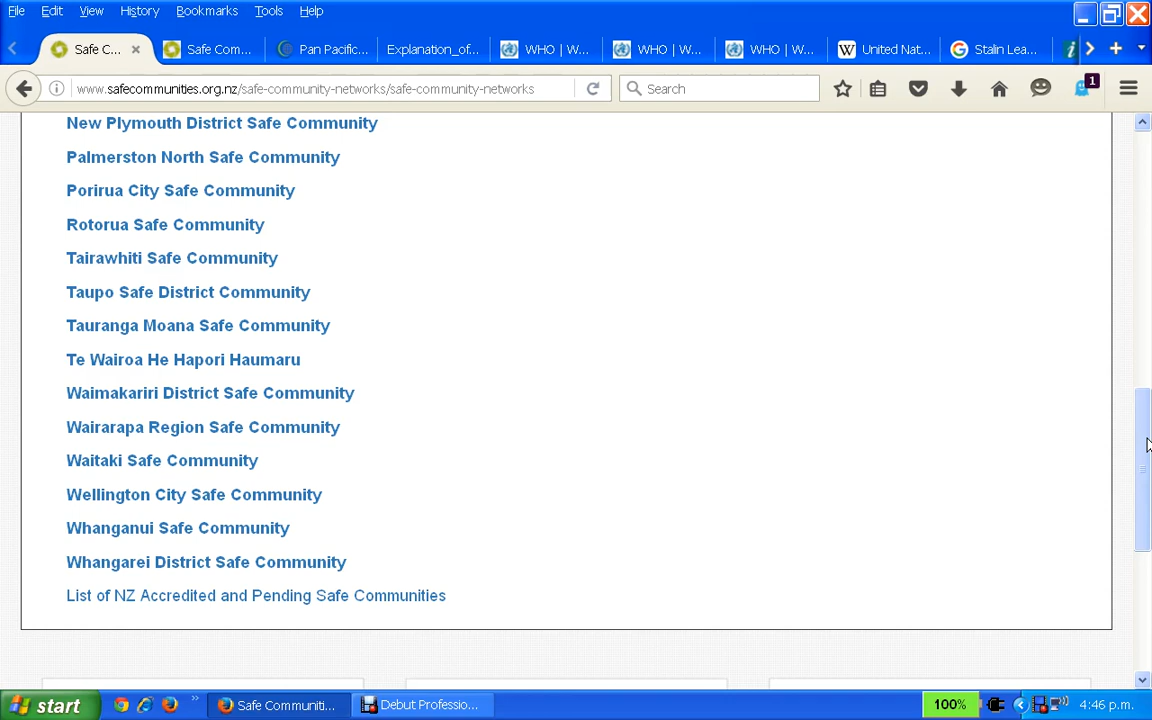 File Edit View History Bookmarks Tools Help
Safe C... Safe Com... Pan Pacific... Explanation_of... WHO | W... WHO | W... WHO | W... United Nat... Stalin Lea...
www.safecommunities.org.nz/safe-community-networks/safe-community-networks Search 1
New Plymouth District Safe Community
Palmerston North Safe Community
Porirua City Safe Community
Rotorua Safe Community
Tairawhiti Safe Community
Taupo Safe District Community
Tauranga Moana Safe Community
Te Wairoa He Hapori Haumaru
Waimakariri District Safe Community
Wairarapa Region Safe Community
Waitaki Safe Community
Wellington City Safe Community
Whanganui Safe Community
Whangarei District Safe Community
List of NZ Accredited and Pending Safe Communities
start Safe Communiti... Debut Professio... 100% 4:46 p.m.